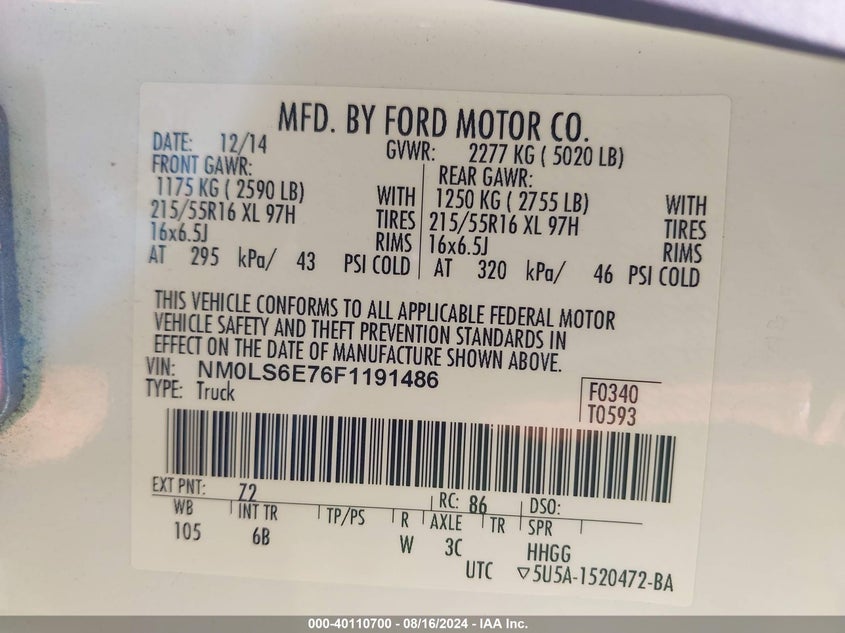 MFD. BY FORD MOTOR CO.
DATE: 12/14 GVWR: 2277 KG ( 5020 LB)
FRONT GAWR: REAR GAWR:
1175 KG ( 2590 LB) WITH 1250 KG ( 2755 LB) WITH
215/55R16 XL 97H TIRES 215/55R16 XL 97H TIRES
16x6.5J RIMS 16x6.5J RIMS
AT 295 kPa/ 43 PSI COLD AT 320 kPa/ 46 PSI COLD
THIS VEHICLE CONFORMS TO ALL APPLICABLE FEDERAL MOTOR
VEHICLE SAFETY AND THEFT PREVENTION STANDARDS IN
EFFECT ON THE DATE OF MANUFACTURE SHOWN ABOVE.
VIN: NM0LS6E76F1191486
TYPE: Truck F0340
T0593
EXT PNT: Z2 RC: 86 DSO:
WB INT TR TP/PS R AXLE TR SPR
105 6B W 3C HHGG
UTC ▽5U5A-1520472-BA
000-40110700 - 08/16/2024 - IAA Inc.